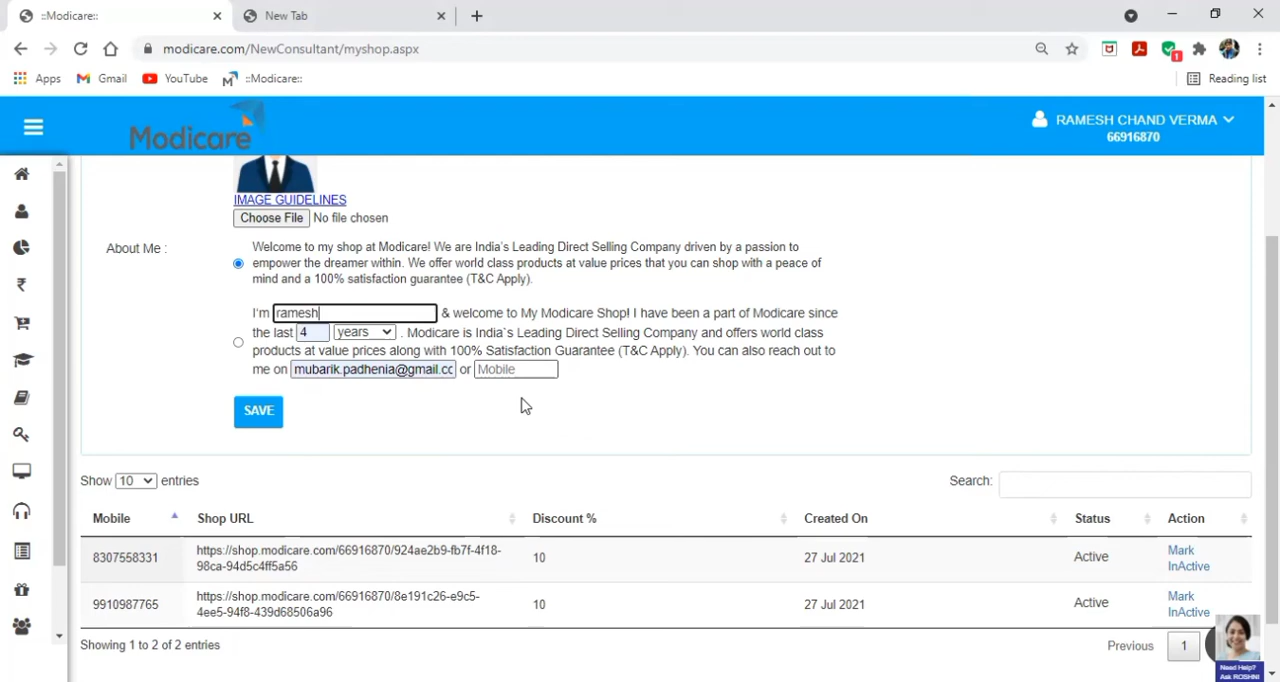 ::Modicare::
New Tab
modicare.com/NewConsultant/myshop.aspx
Apps
Gmail
YouTube
::Modicare::
Reading list
1
Modicare
RAMESH CHAND VERMA
66916870
IMAGE GUIDELINES
Choose File No file chosen
About Me :
Welcome to my shop at Modicare! We are India's Leading Direct Selling Company driven by a passion to
empower the dreamer within. We offer world class products at value prices that you can shop with a peace of
mind and a 100% satisfaction guarantee (T&C Apply).
I'm ramesh & welcome to My Modicare Shop! I have been a part of Modicare since
the last 4 years . Modicare is India`s Leading Direct Selling Company and offers world class
products at value prices along with 100% Satisfaction Guarantee (T&C Apply). You can also reach out to
me on mubarik.padhenia@gmail.cc or Mobile
SAVE
Show 10 entries
Search:
Mobile Shop URL Discount % Created On Status Action
8307558331 https://shop.modicare.com/66916870/924ae2b9-fb7f-4f18-98ca-94d5c4ff5a56 10 27 Jul 2021 Active Mark InActive
9910987765 https://shop.modicare.com/66916870/8e191c26-e9c5-4ee5-94f8-439d68506a96 10 27 Jul 2021 Active Mark InActive
Showing 1 to 2 of 2 entries
Previous 1
Need Help?
Ask ROSHNI